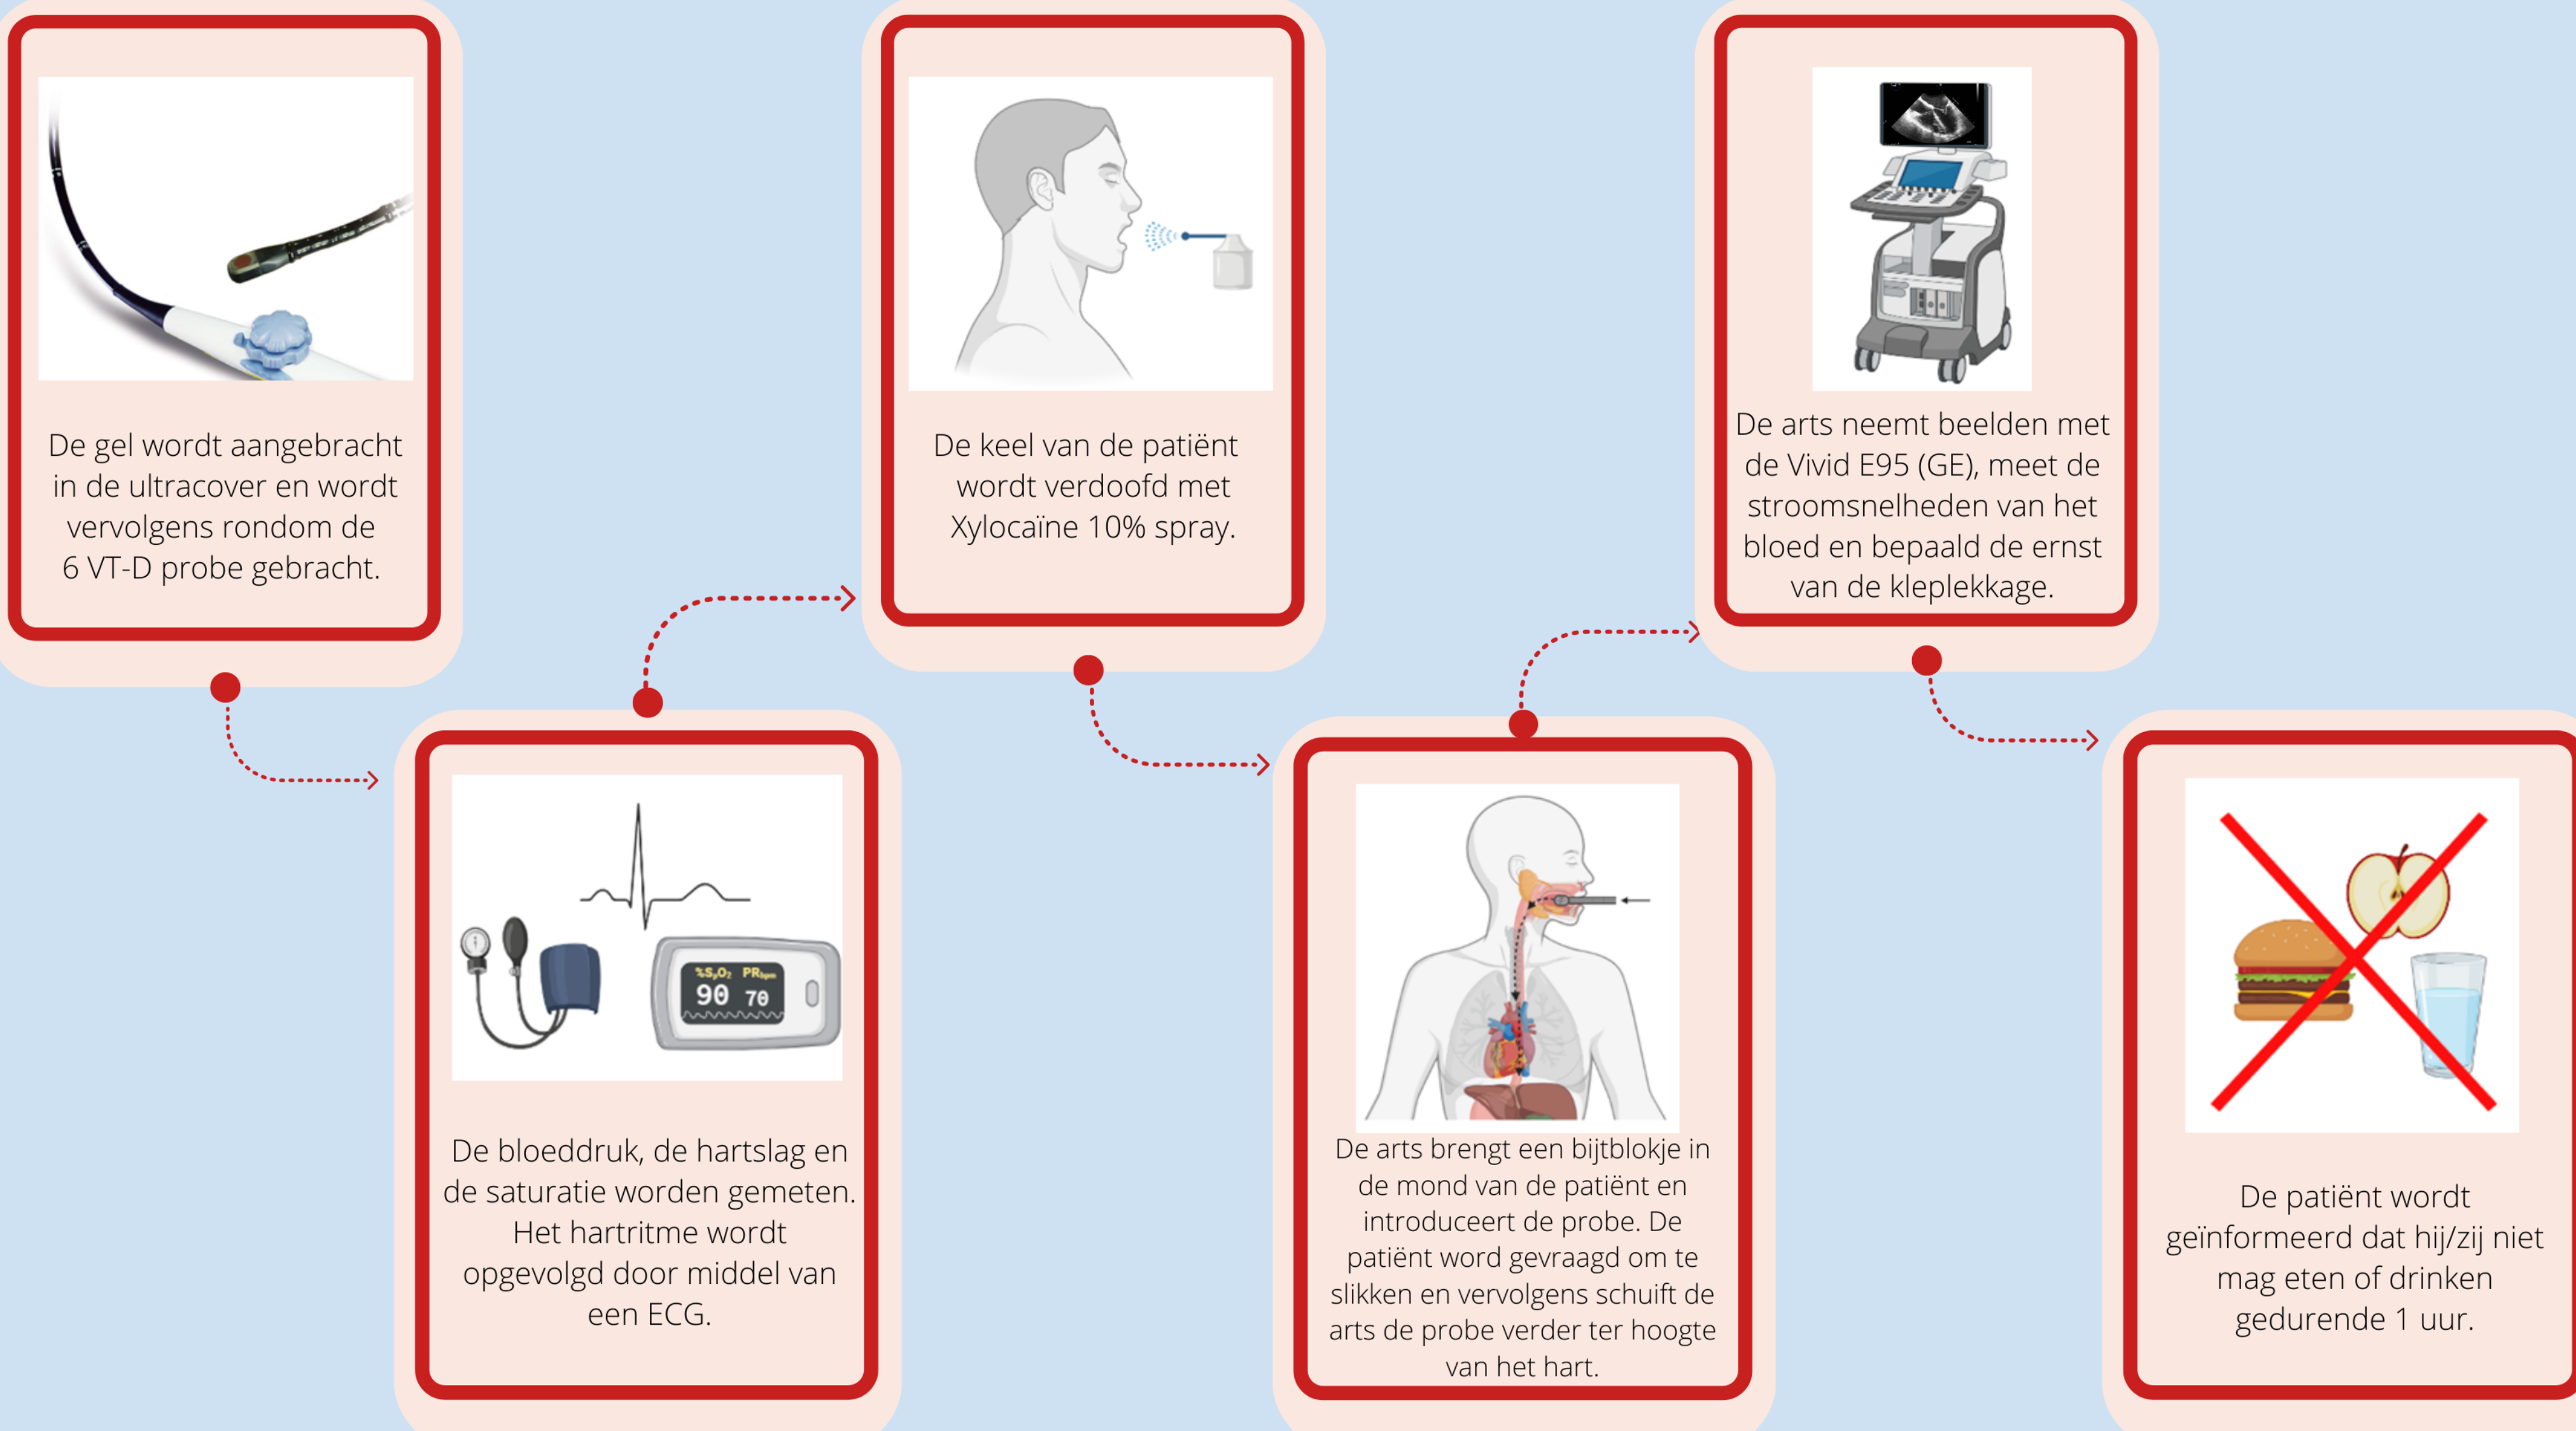 De gel wordt aangebracht
in de ultracover en wordt
vervolgens rondom de
6 VT-D probe gebracht.
%SpO2 PRbpm
90 70
De bloeddruk, de hartslag en
de saturatie worden gemeten.
Het hartritme wordt
opgevolgd door middel van
een ECG.
De keel van de patiënt
wordt verdoofd met
Xylocaïne 10% spray.
De arts brengt een bijtblokje in
de mond van de patiënt en
introduceert de probe. De
patiënt word gevraagd om te
slikken en vervolgens schuift de
arts de probe verder ter hoogte
van het hart.
De arts neemt beelden met
de Vivid E95 (GE), meet de
stroomsnelheden van het
bloed en bepaald de ernst
van de kleplekkage.
De patiënt wordt
geïnformeerd dat hij/zij niet
mag eten of drinken
gedurende 1 uur.